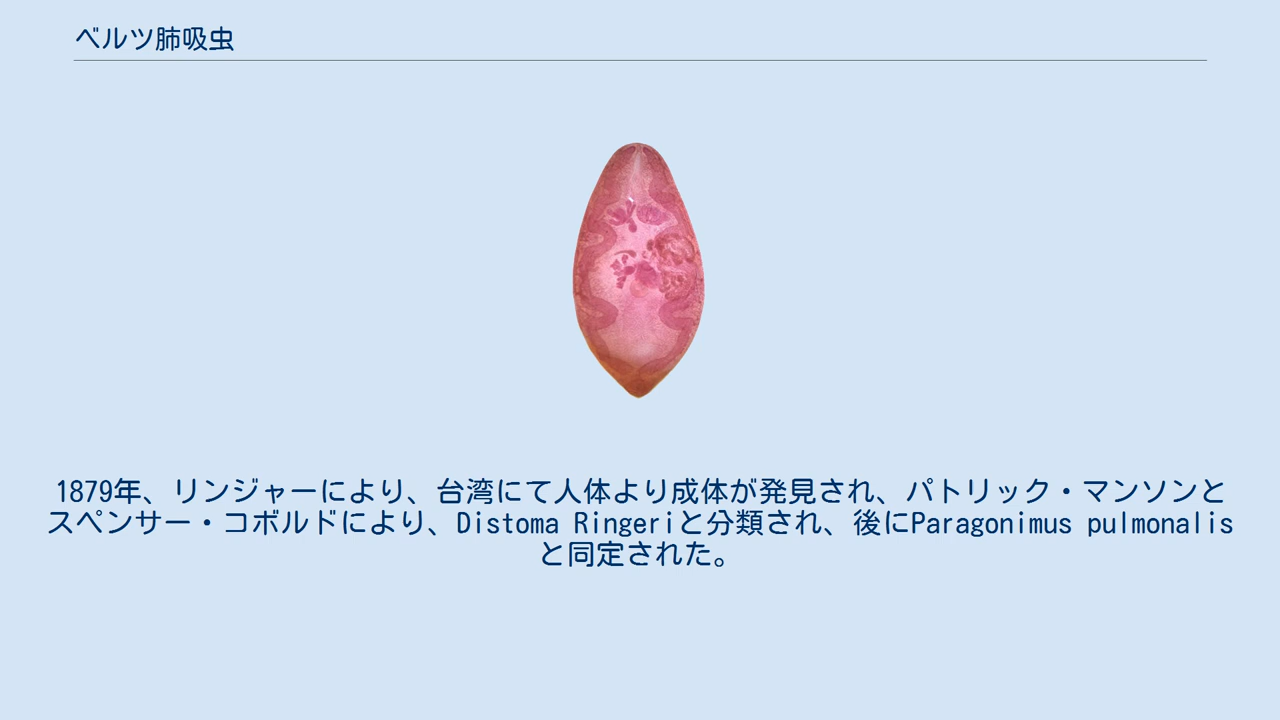 ベルツ肺吸虫
1879年、リンジャーにより、台湾にて人体より成体が発見され、パトリック・マンソンと
スペンサー・コボルドにより、Distoma Ringeriと分類され、後にParagonimus pulmonalis
と同定された。